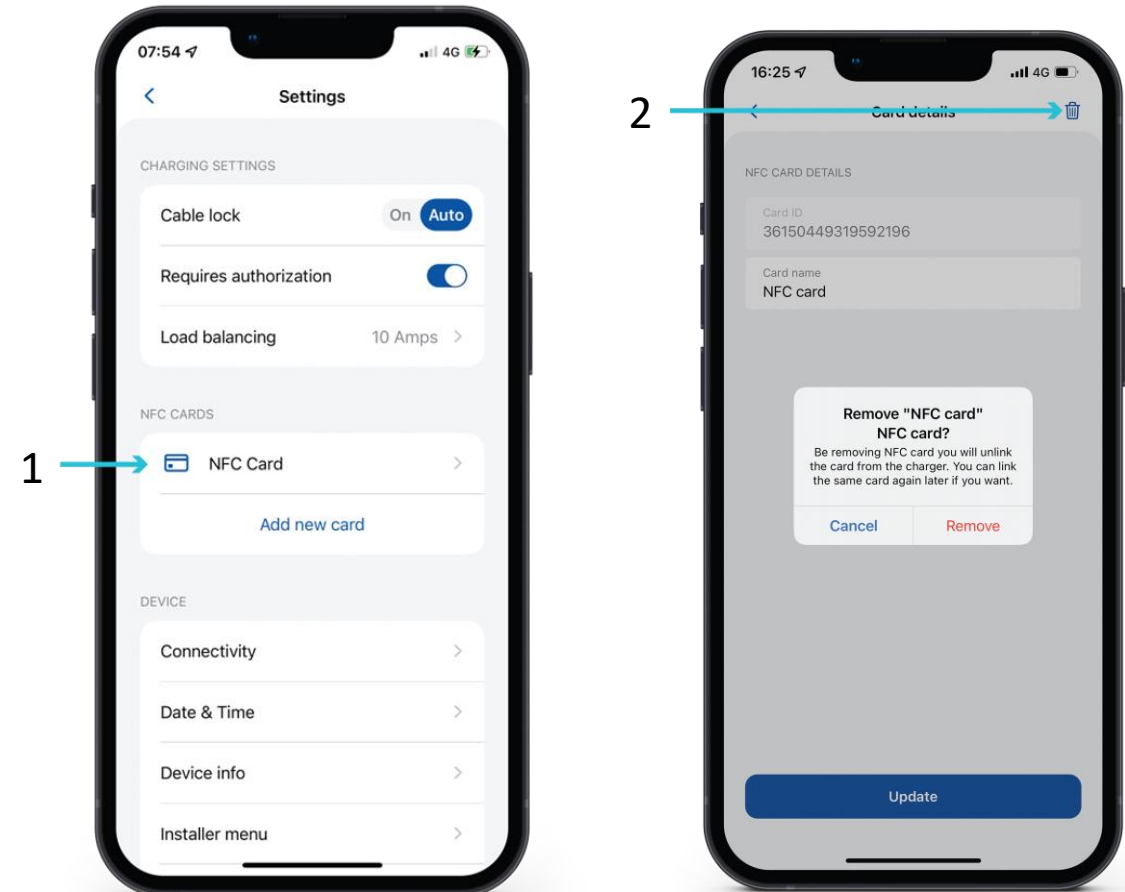 07:54
4G
Settings
CHARGING SETTINGS
Cable lock
On Auto
Requires authorization
Load balancing
10 Amps
NFC CARDS
1
NFC Card
Add new card
DEVICE
Connectivity
Date & Time
Device info
Installer menu
2
16:25
4G
Card details
NFC CARD DETAILS
Card ID
36150449319592196
Card name
NFC card
Remove "NFC card"
NFC card?
Be removing NFC card you will unlink
the card from the charger. You can link
the same card again later if you want.
Cancel
Remove
Update